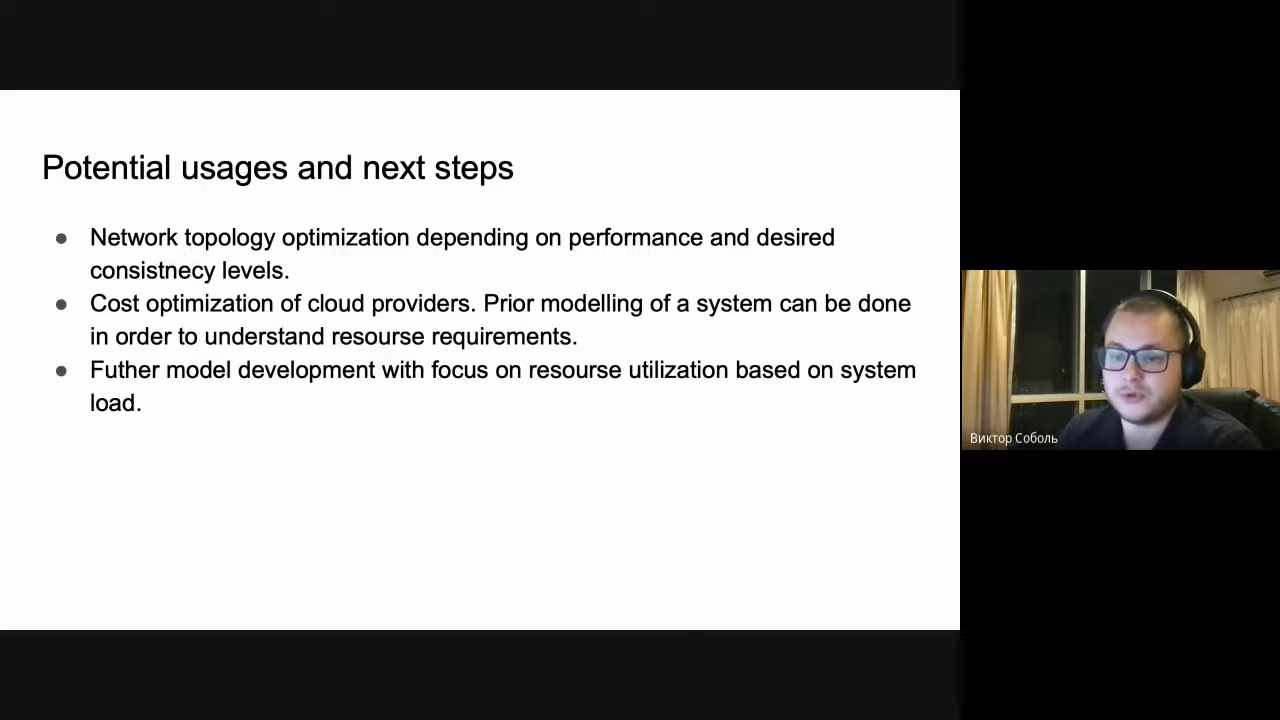 Potential usages and next steps
● Network topology optimization depending on performance and desired
consistnecy levels.
● Cost optimization of cloud providers. Prior modelling of a system can be done
in order to understand resourse requirements.
● Futher model development with focus on resourse utilization based on system
load.
Виктор Соболь